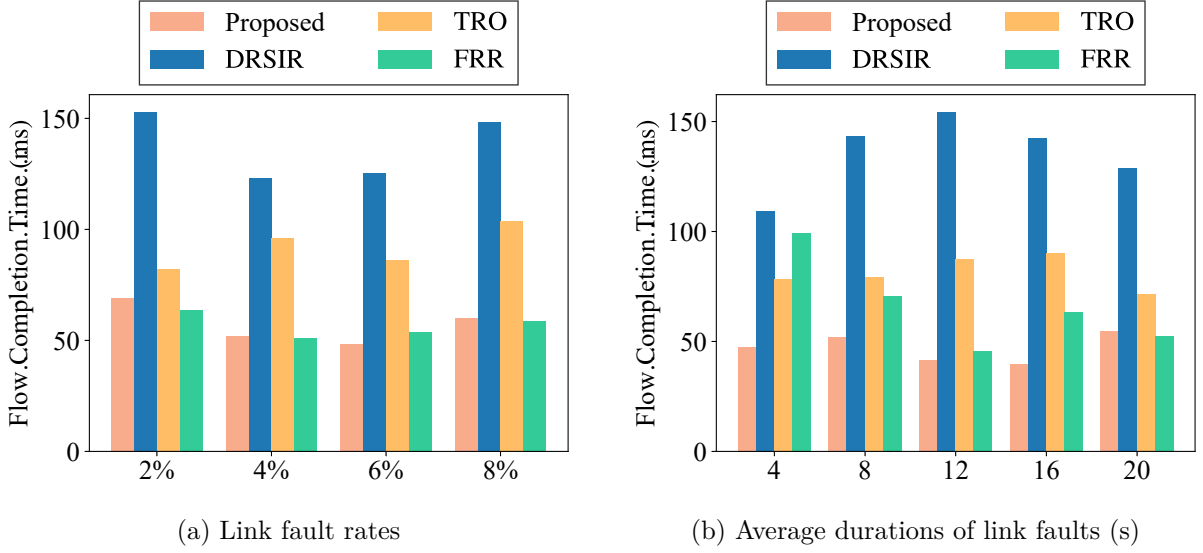 Proposed TRO
DRSIR FRR
Flow.Completion.Time.(.ms)
150
100
50
0
2% 4% 6% 8%
(a) Link fault rates
Proposed TRO
DRSIR FRR
Flow.Completion.Time.(.ms)
150
100
50
0
4 8 12 16 20
(b) Average durations of link faults (s)